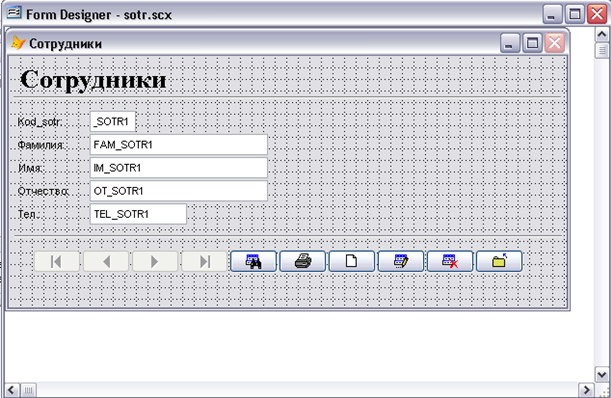 Form Designer - sotr.scx
Сотрудники
Сотрудники
Kod_sotr:
_SOTR1
Фамилия:
FAM_SOTR1
Имя:
IM_SOTR1
Отчество:
OT_SOTR1
Тел.:
TEL_SOTR1